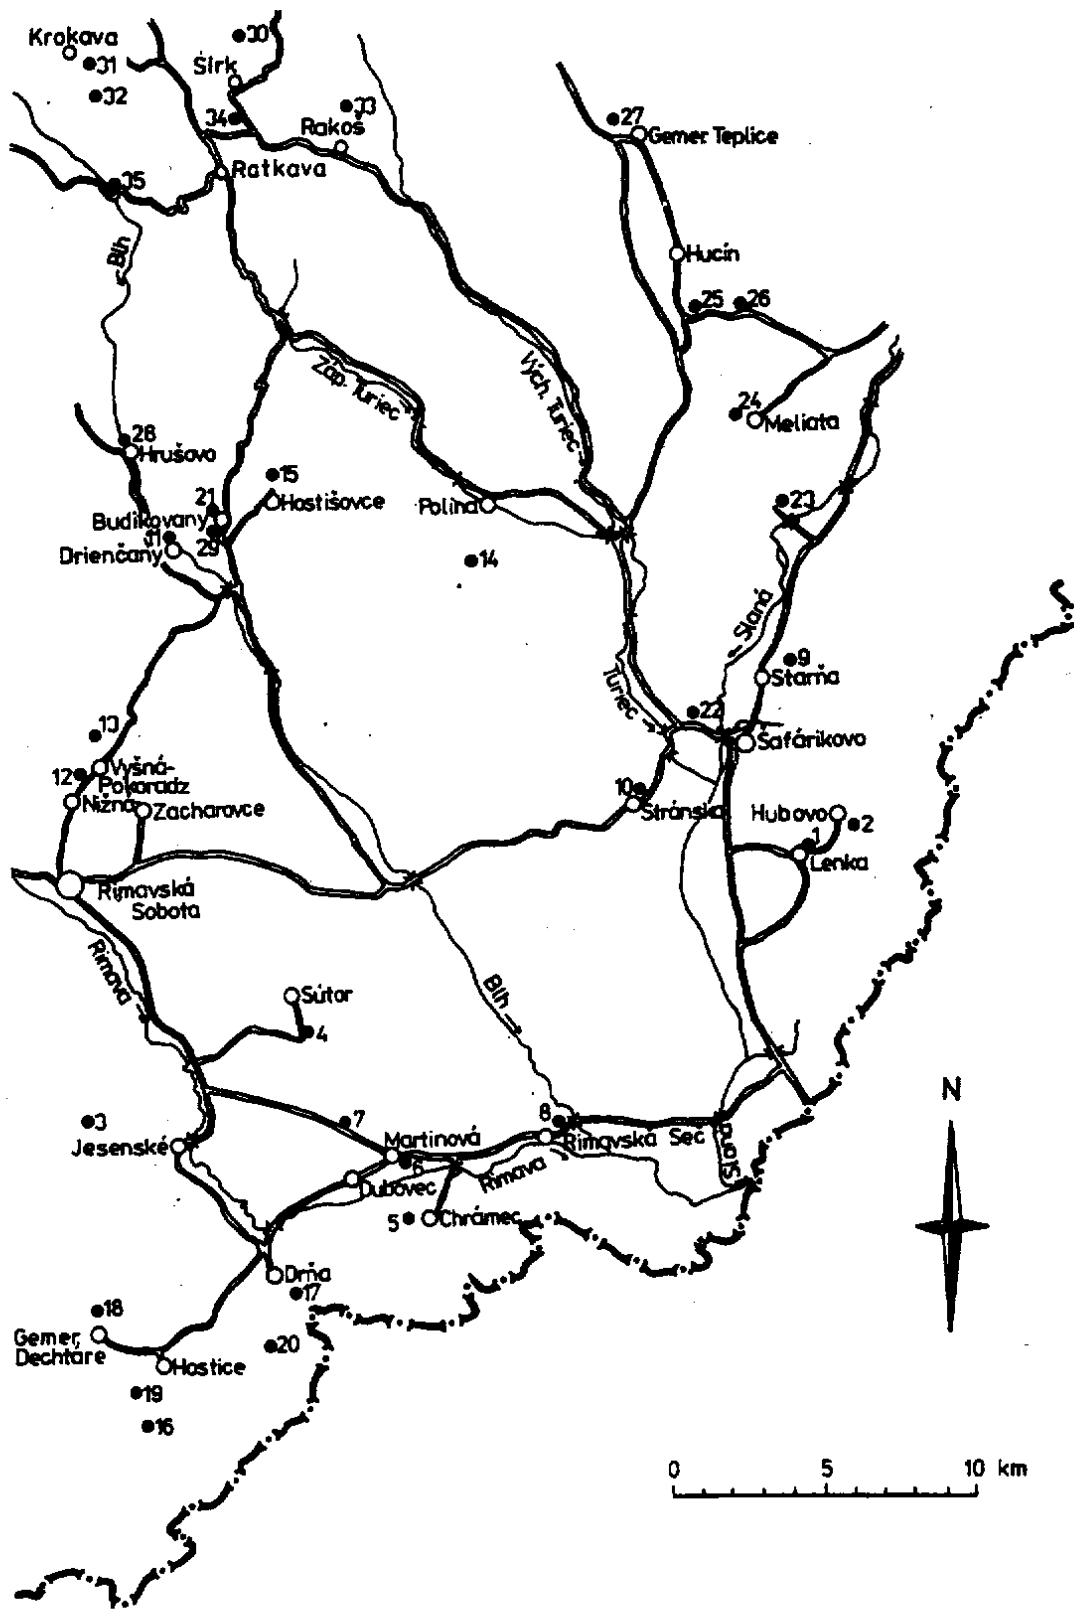 30
Krokava
31
Sirk
32
33
34
Rakoš
27
Gemer. Teplice
Ratkava
35
Blh
Hucín
25
26
Záp. Turiec
Vých. Turiec
24
Meliata
28
Hrušovo
15
Hostišovce
21
Budikovany
Polina
23
11
Drienčany
29
14
Slaná
9
Starňa
Turiec
22
13
Šafárikovo
12
Vyšná-
Pokoradz
Nižná
Zacharovce
10
Stránska
Hubovo
2
1
Lenka
Rimavská
Sobota
Rimava
Blh
Sútor
4
N
3
Jesenské
7
Martinová
8
Rimavska Seč
6
Dubovec
Rimava
Slaná
5
Chrámec
Drňa
17
18
Gemer.
Dechtáre
20
Hostice
19
16
0 5 10 km